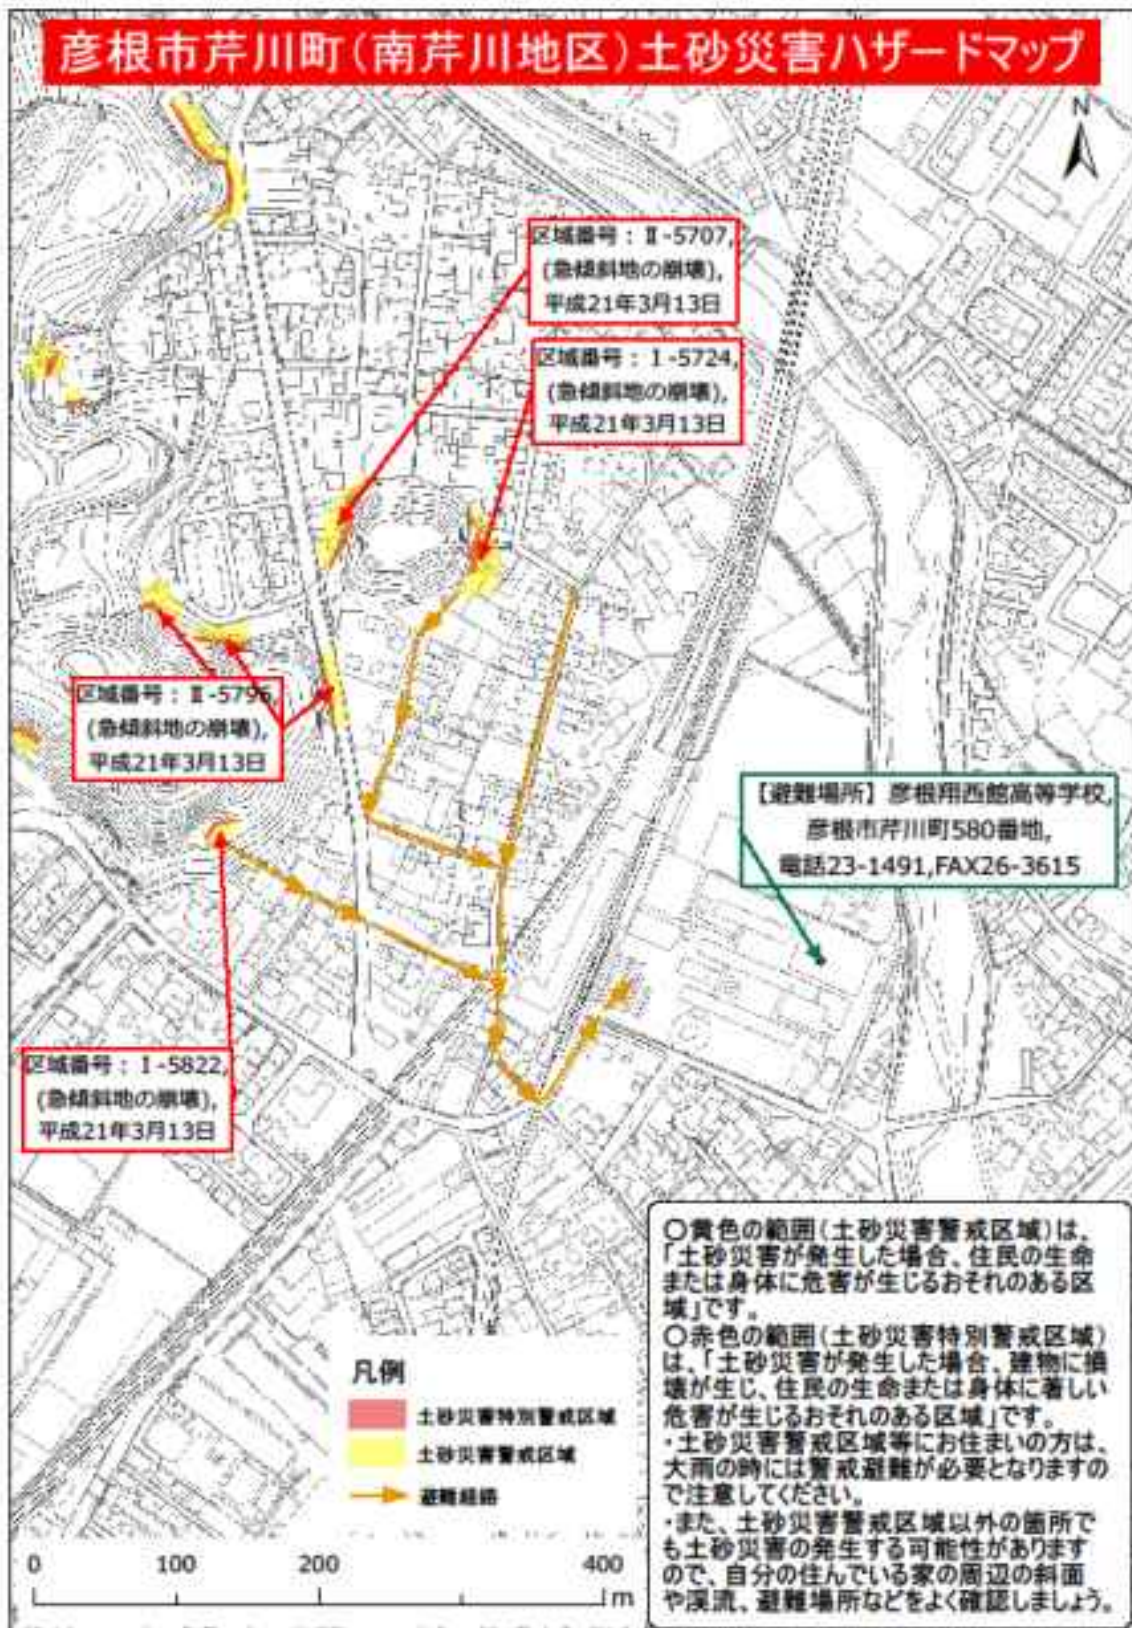 彦根市芹川町(南芹川地区)土砂災害ハザードマップ
N
区域番号：Ⅱ-5707,
(急傾斜地の崩壊),
平成21年3月13日
区域番号：Ⅰ-5724,
(急傾斜地の崩壊),
平成21年3月13日
区域番号：Ⅱ-5796,
(急傾斜地の崩壊),
平成21年3月13日
【避難場所】彦根翔西館高等学校,
彦根市芹川町580番地,
電話23-1491,FAX26-3615
区域番号：Ⅰ-5822,
(急傾斜地の崩壊),
平成21年3月13日
凡例
土砂災害特別警戒区域
土砂災害警戒区域
避難経路
0 100 200 400
m
○黄色の範囲(土砂災害警戒区域)は、
「土砂災害が発生した場合、住民の生命
または身体に危害が生じるおそれのある区
域」です。
○赤色の範囲(土砂災害特別警戒区域)
は、「土砂災害が発生した場合、建物に損
壊が生じ、住民の生命または身体に著しい
危害が生じるおそれのある区域」です。
・土砂災害警戒区域等にお住まいの方は、
大雨の時には警戒避難が必要となりますの
で注意してください。
・また、土砂災害警戒区域以外の箇所で
も土砂災害の発生する可能性があります
ので、自分の住んでいる家の周辺の斜面
や渓流、避難場所などをよく確認しましょう。